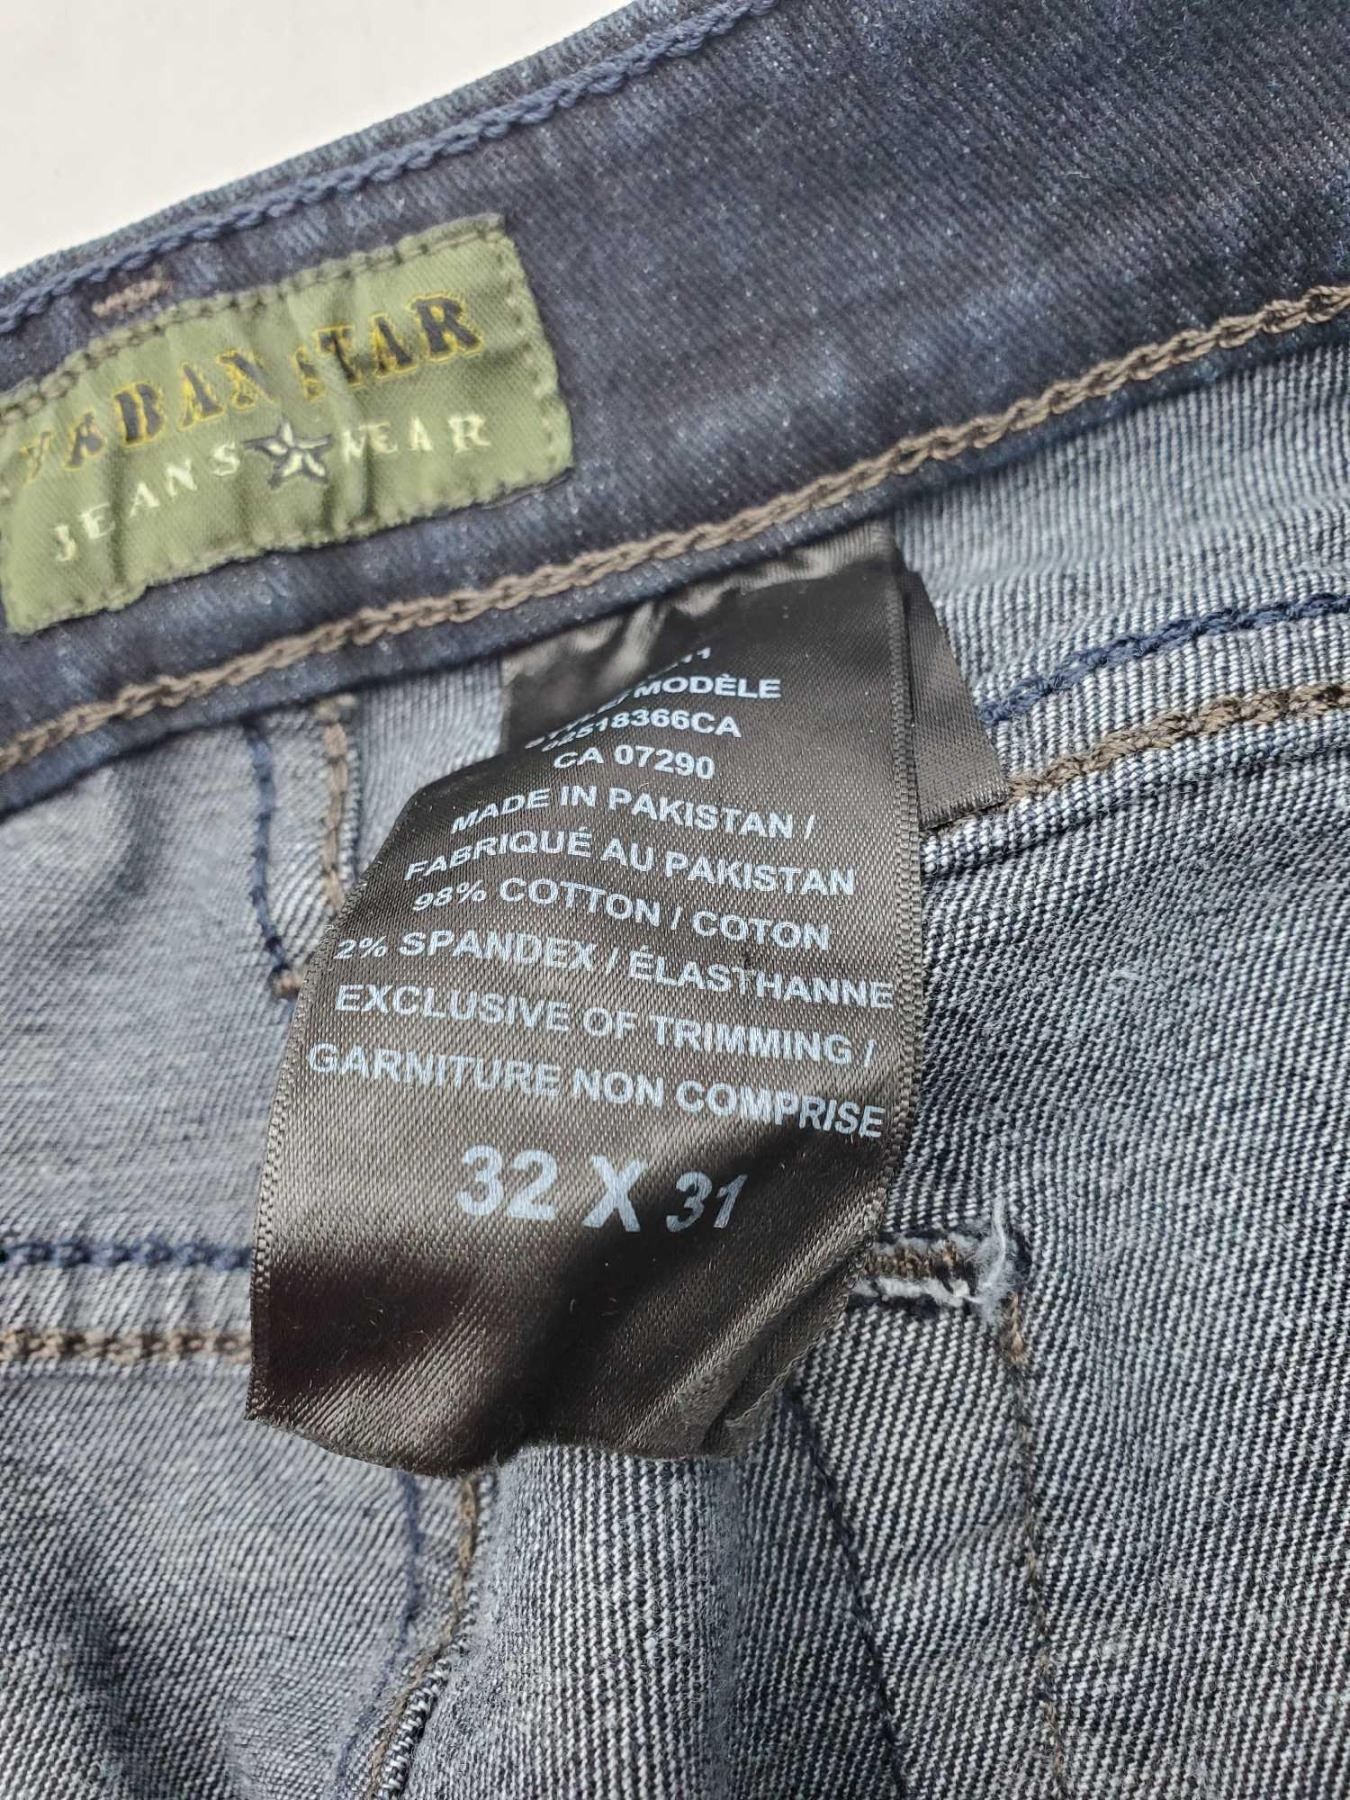 URBAN STAR
JEANS WEAR
MODÈLE
CA 07290
MADE IN PAKISTAN /
FABRIQUÉ AU PAKISTAN
98% COTTON / COTON
2% SPANDEX / ÉLASTHANNE
EXCLUSIVE OF TRIMMING /
GARNITURE NON COMPRISE
32 X 31